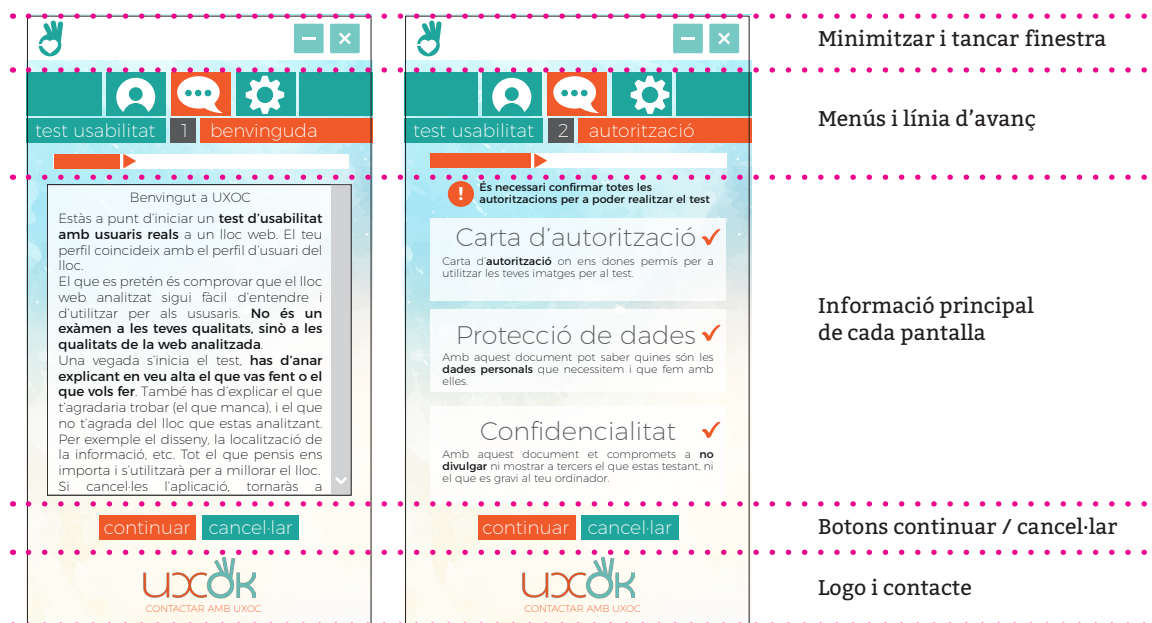 test usabilitat 1 benvinguda
Benvingut a UXOC
Estàs a punt d'iniciar un test d'usabilitat
amb usuaris reals a un lloc web. El teu
perfil coincideix amb el perfil d'usuari del
lloc.
El que es pretén és comprovar que el lloc
web analitzat sigui fàcil d'entendre i
d'utilitzar per als ususaris. No és un
exàmen a les teves qualitats, sinò a les
qualitats de la web analitzada.
Una vegada s'inicia el test, has d'anar
explicant en veu alta el que vas fent o el
que vols fer. També has d'explicar el que
t'agradaria trobar (el que manca), i el que
no t'agrada del lloc que estas analitzant.
Per exemple el disseny, la localització de
la informació, etc. Tot el que pensis ens
importa i s'utilitzarà per a millorar el lloc.
Si cancel·les l'aplicació, tornaràs a
continuar cancel·lar
uxok
CONTACTAR AMB UXOC
test usabilitat 2 autorització
! És necessari confirmar totes les
autoritzacions per a poder realitzar el test
Carta d'autorització
Carta d'autorització on ens dones permís per a
utilitzar les teves imatges per al test.
Protecció de dades
Amb aquest document pot saber quines són les
dades personals que necessitem i que fem amb
elles.
Confidencialitat
Amb aquest document et compromets a no
divulgar ni mostrar a tercers el que estas testant, ni
el que es gravi al teu ordinador.
continuar cancel·lar
uxok
CONTACTAR AMB UXOC
Minimitzar i tancar finestra
Menús i línia d'avanç
Informació principal
de cada pantalla
Botons continuar / cancel·lar
Logo i contacte